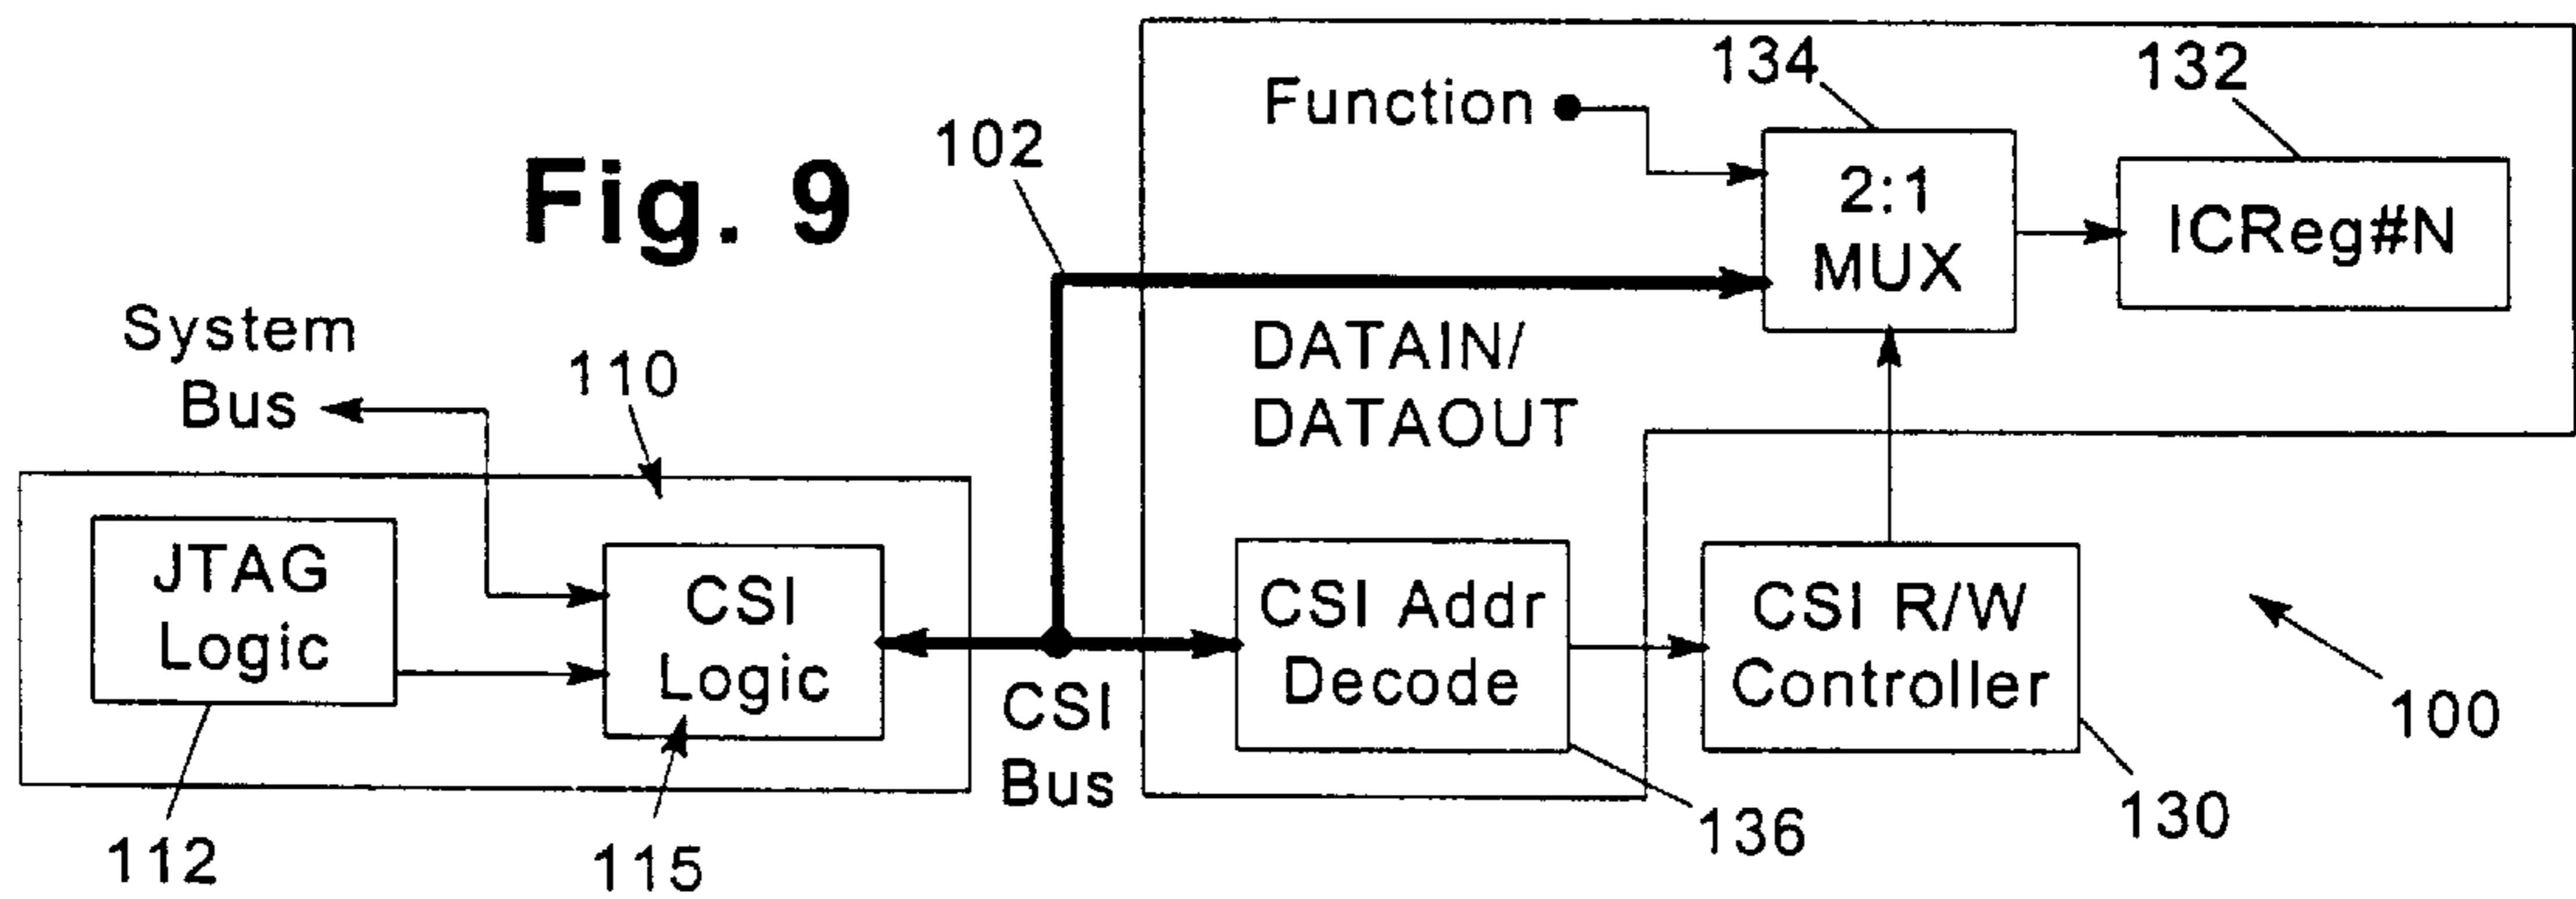 Fig. 9
134
132
Function
102
2:1
MUX
ICReg#N
System
Bus
110
DATAIN/
DATAOUT
JTAG
Logic
CSI
Logic
CSI
Bus
CSI Addr
Decode
CSI R/W
Controller
100
112
115
136
130